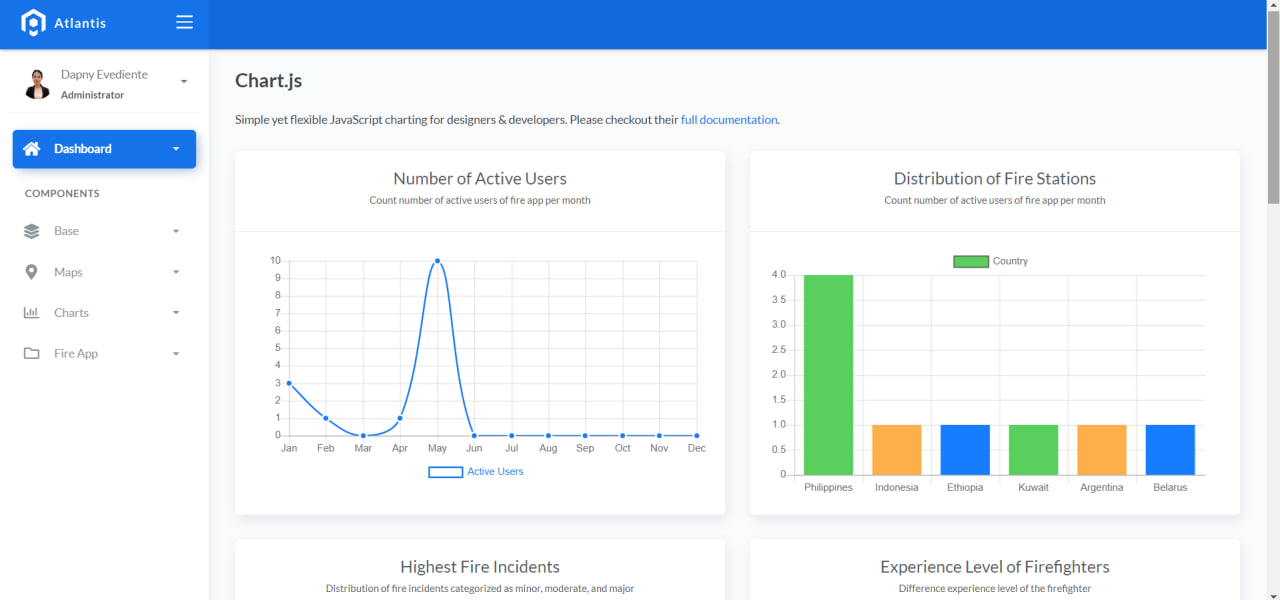 Atlantis
Dapny Evediente
Administrator
Dashboard
COMPONENTS
Base
Maps
Charts
Fire App
Chart.js
Simple yet flexible JavaScript charting for designers & developers. Please checkout their full documentation.
Number of Active Users
Count number of active users of fire app per month
10
9
8
7
6
5
4
3
2
1
0
Jan Feb Mar Apr May Jun Jul Aug Sep Oct Nov Dec
Active Users
Distribution of Fire Stations
Count number of active users of fire app per month
Country
4.0
3.5
3.0
2.5
2.0
1.5
1.0
0.5
0
Philippines Indonesia Ethiopia Kuwait Argentina Belarus
Highest Fire Incidents
Distribution of fire incidents categorized as minor, moderate, and major
Experience Level of Firefighters
Difference experience level of the firefighter